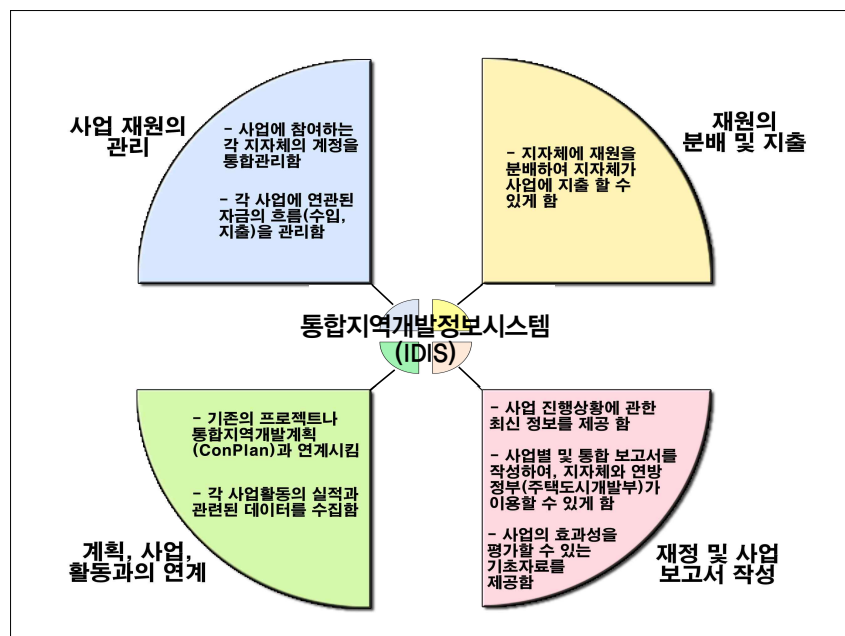 사업 재원의
관리
- 사업에 참여하는
각 지자체의 계정을
통합관리함
- 각 사업에 연관된
자금의 흐름(수입,
지출)을 관리함
재원의
분배 및 지출
- 지자체에 재원을
분배하여 지자체가
사업에 지출 할 수
있게 함
통합지역개발정보시스템
(IDIS)
- 기존의 프로젝트나
통합지역개발계획
(ConPlan)과 연계시킴
- 각 사업활동의 실적과
관련된 데이터를 수집함
계획, 사업,
활동과의 연계
- 사업 진행상황에 관한
최신 정보를 제공 함
- 사업별 및 통합 보고서를
작성하여, 지자체와 연방
정부(주택도시개발부)가
이용할 수 있게 함
- 사업의 효과성을
평가할 수 있는
기초자료를
제공함
재정 및 사업
보고서 작성